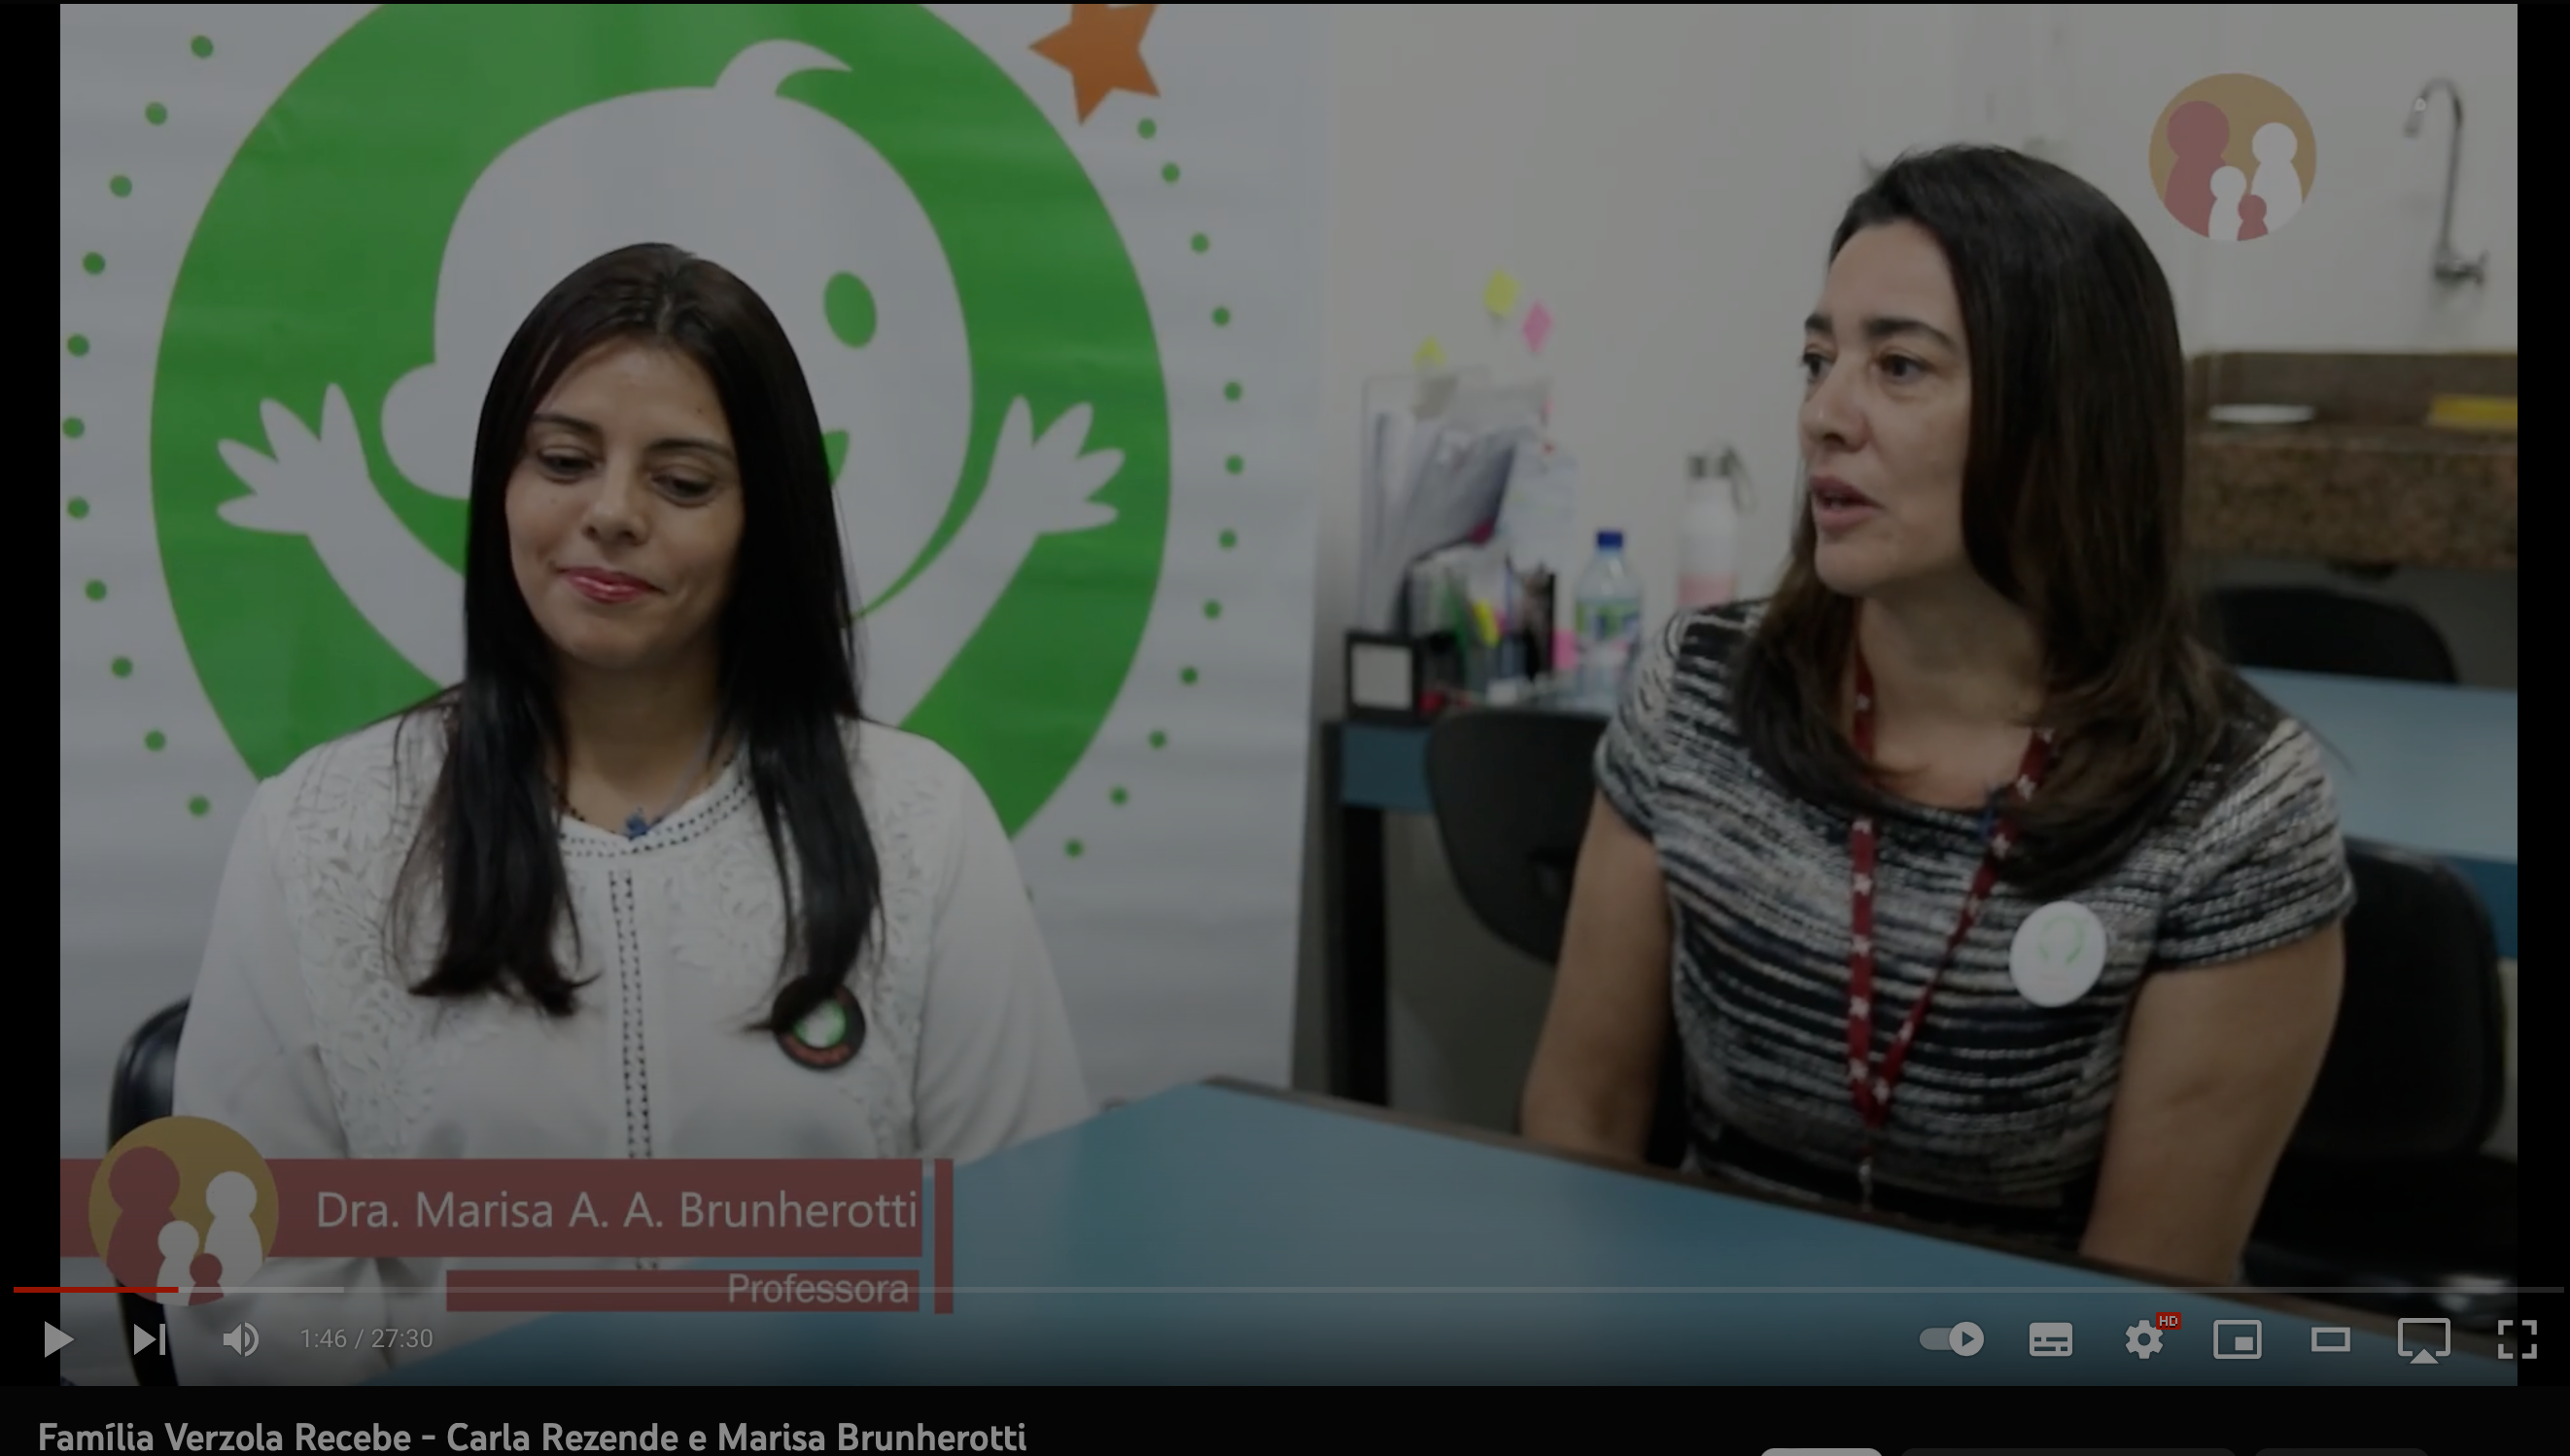 Dra. Marisa A. A. Brunherotti
Professora
1:46 / 27:30
HD
Família Verzola Recebe - Carla Rezende e Marisa Brunherotti